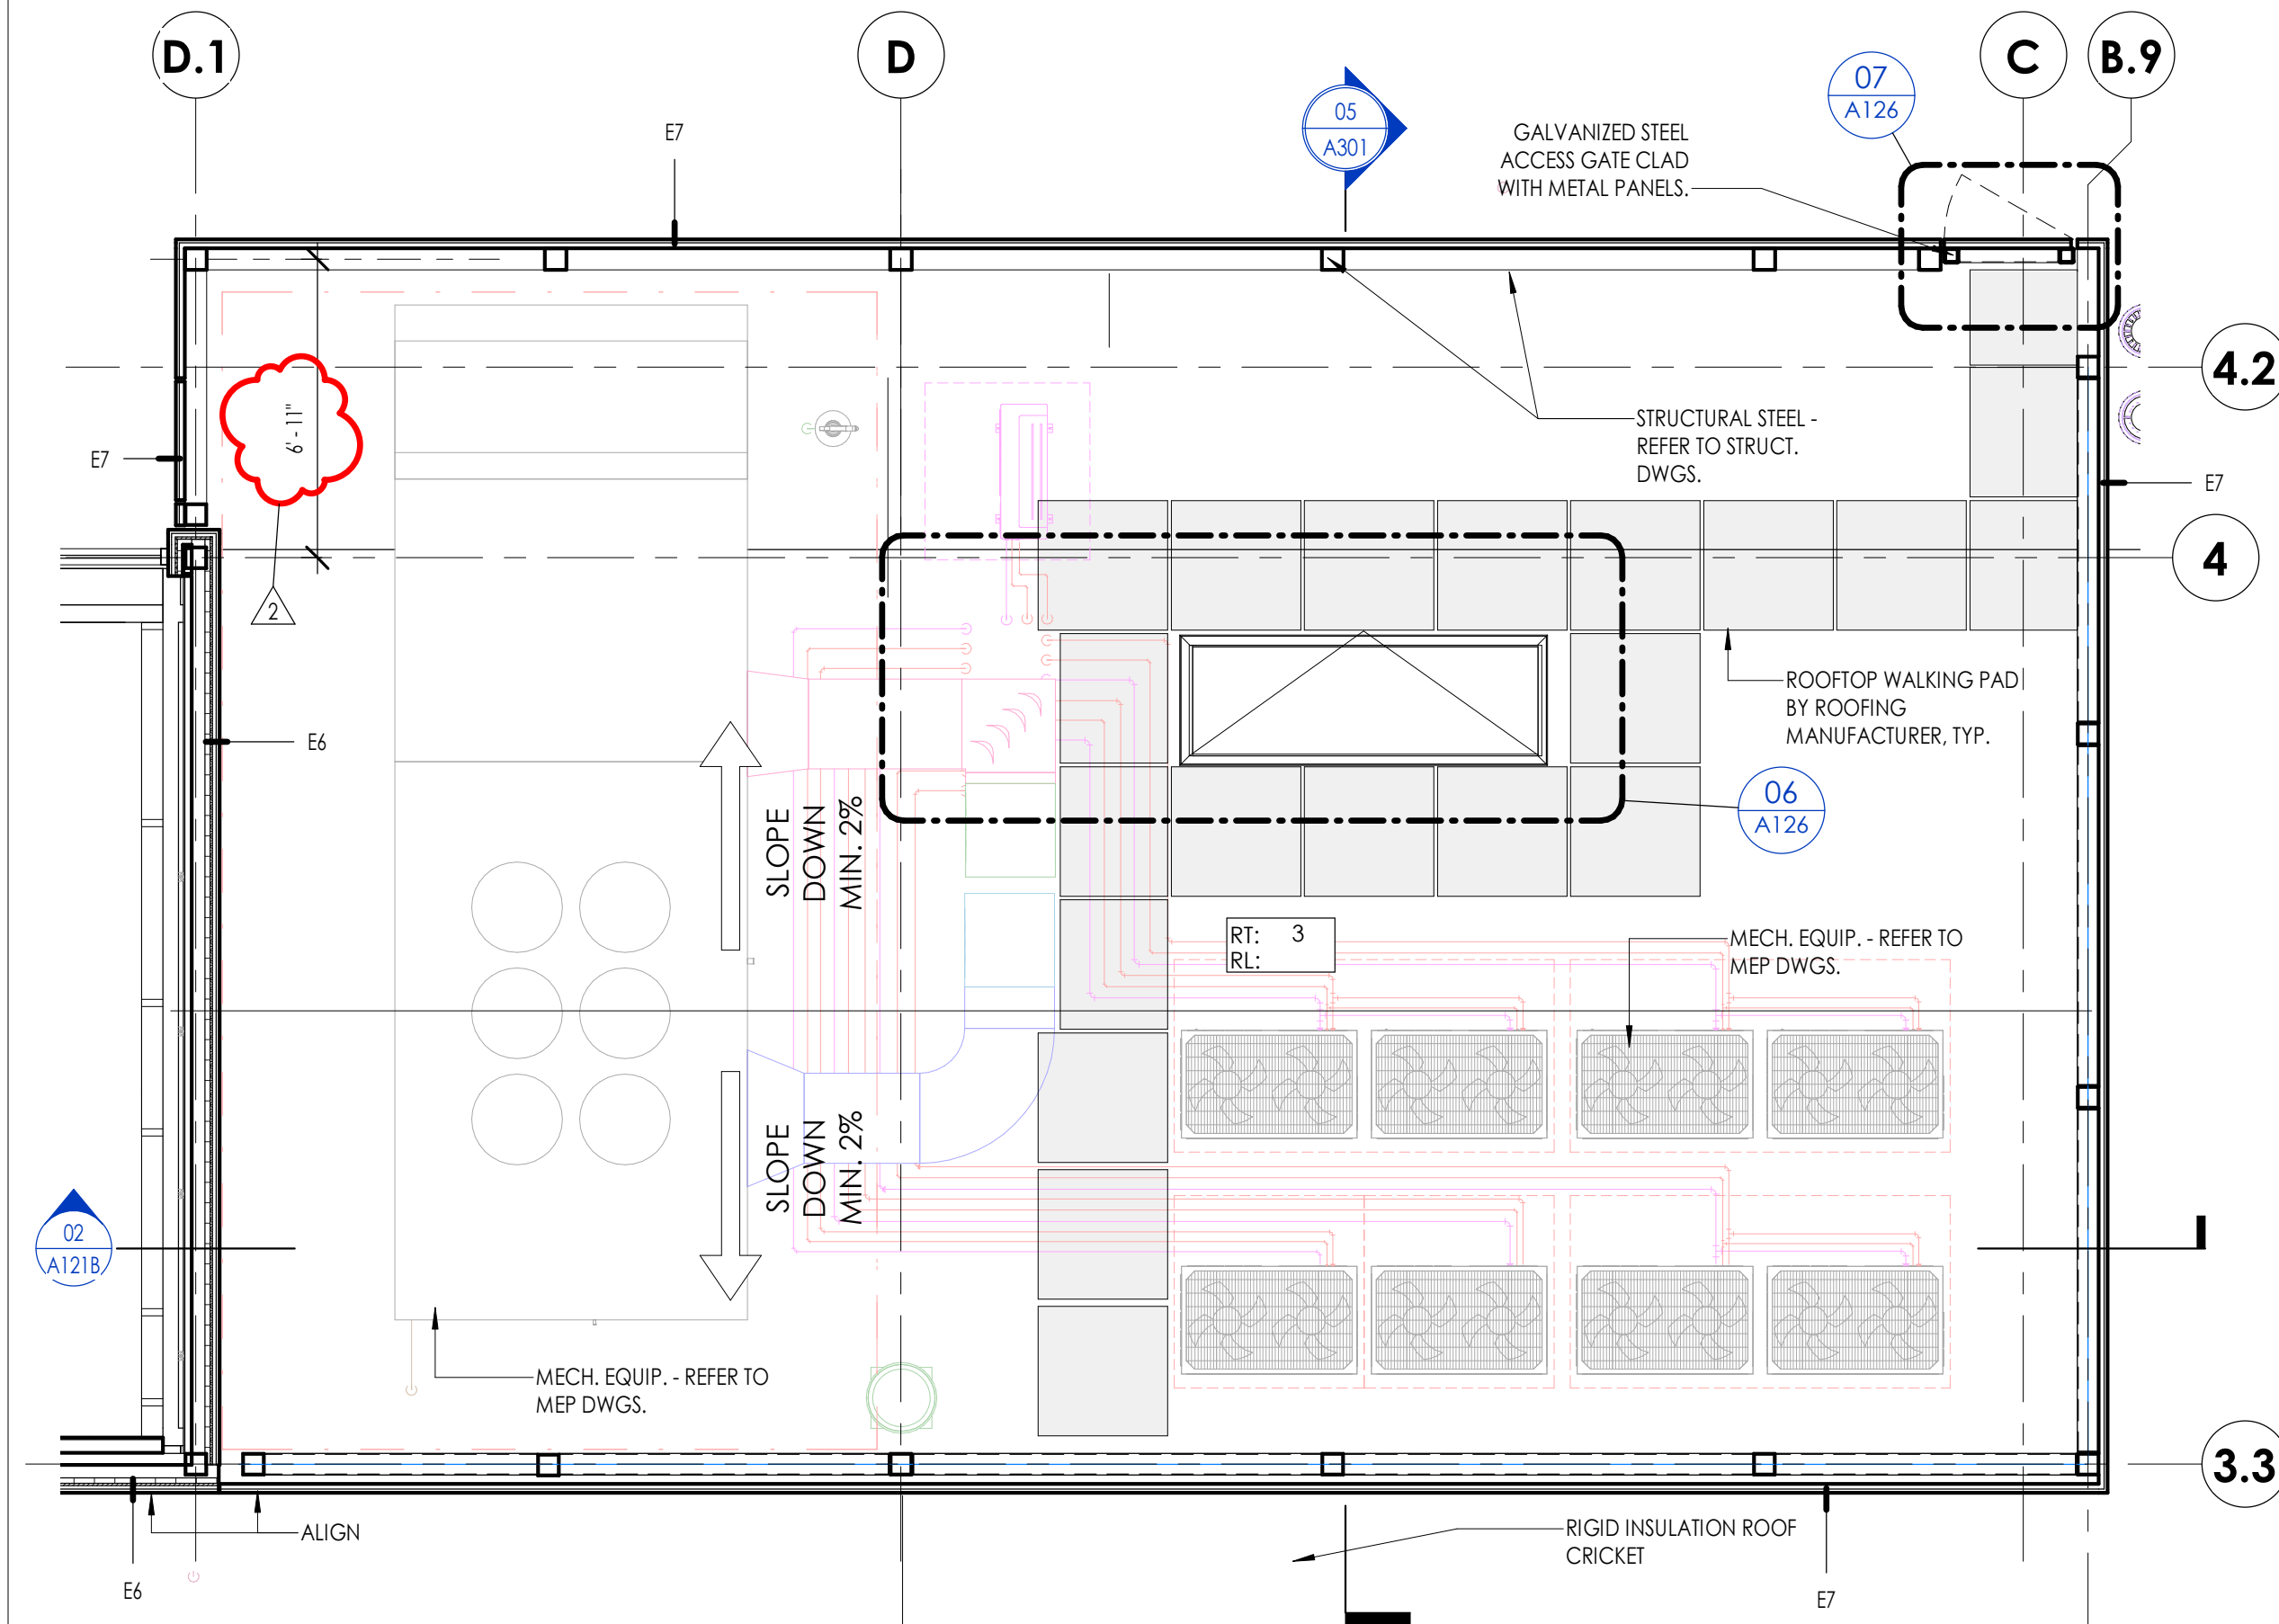 D.1
D
C
B.9
05
A301
07
A126
E7
GALVANIZED STEEL
ACCESS GATE CLAD
WITH METAL PANELS.
4.2
6' - 11"
STRUCTURAL STEEL -
REFER TO STRUCT.
DWGS.
E7
E7
4
2
ROOFTOP WALKING PAD
BY ROOFING
MANUFACTURER, TYP.
E6
06
A126
SLOPE
DOWN
MIN. 2%
RT: 3
RL:
MECH. EQUIP. - REFER TO
MEP DWGS.
SLOPE
DOWN
MIN. 2%
02
A121B
MECH. EQUIP. - REFER TO
MEP DWGS.
3.3
ALIGN
RIGID INSULATION ROOF
CRICKET
E6
E7